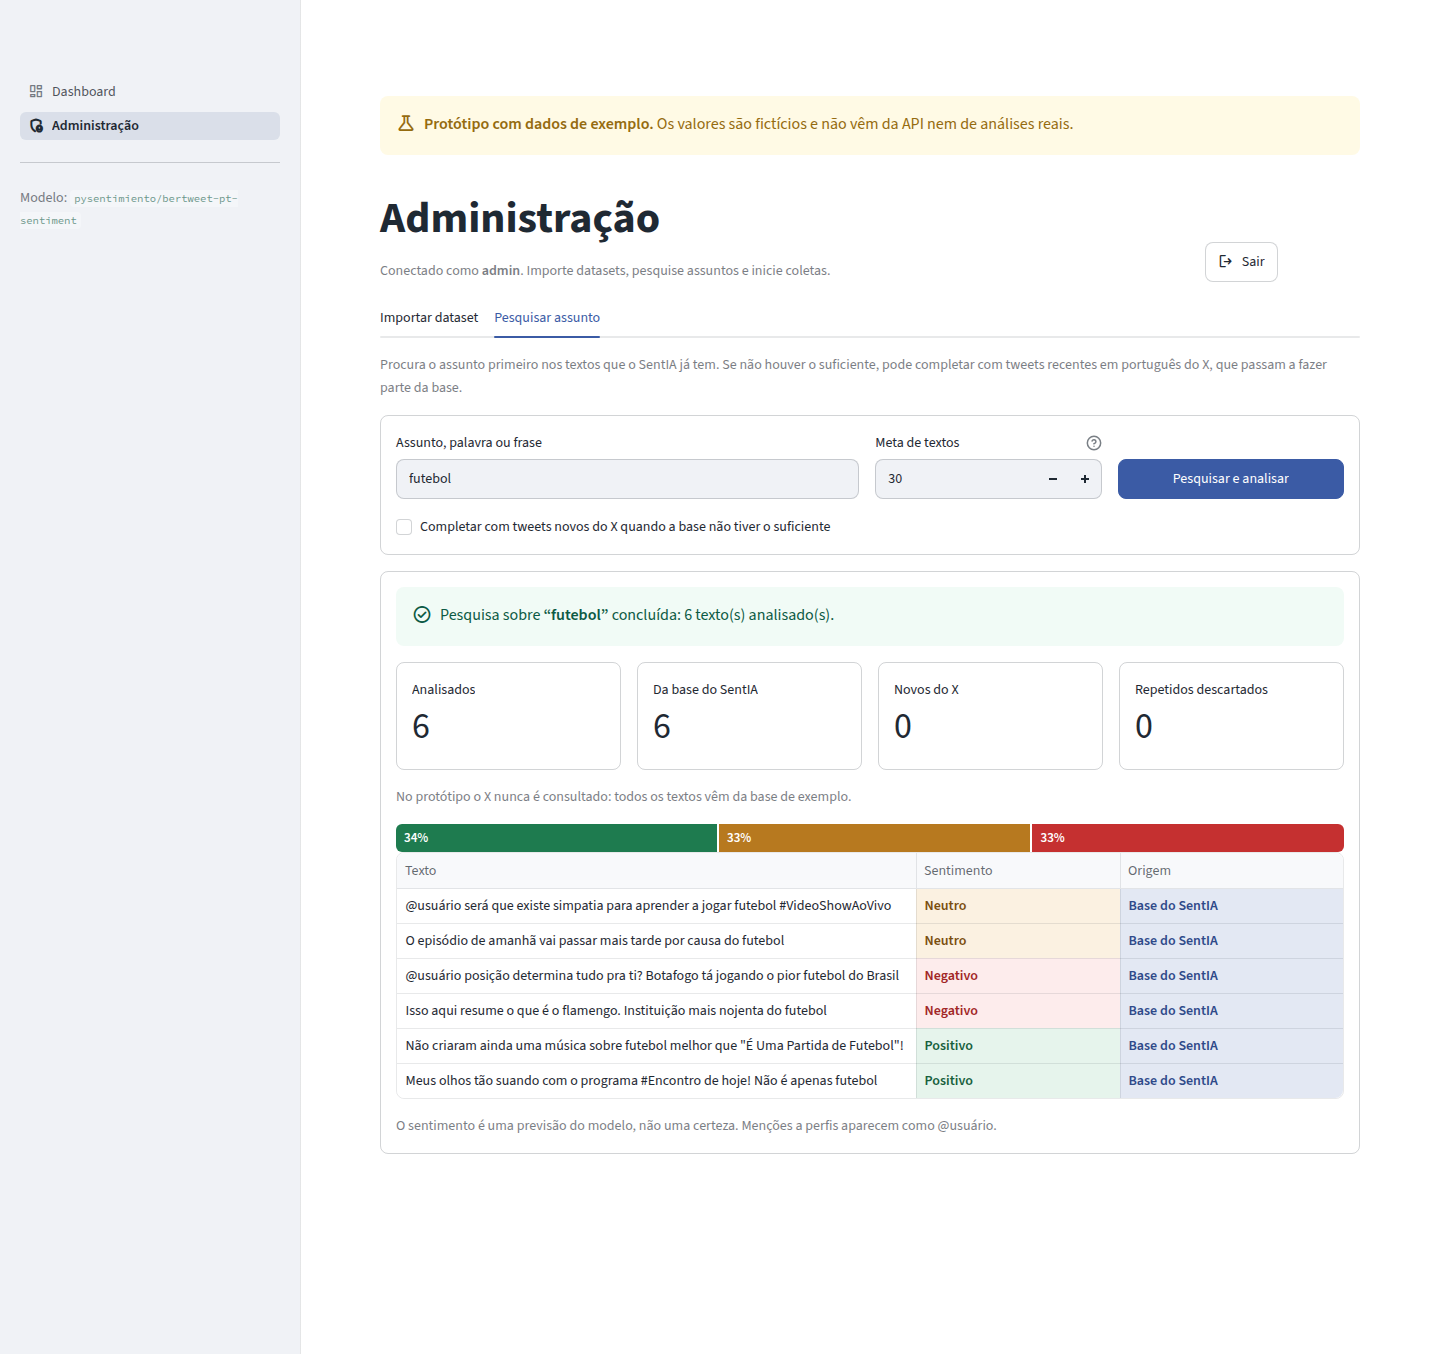 Dashboard
Administração
Modelo: pysentimiento/bertweet-pt-
sentiment
Protótipo com dados de exemplo. Os valores são fictícios e não vêm da API nem de análises reais.
Administração
Conectado como admin. Importe datasets, pesquise assuntos e inicie coletas.
Sair
Importar dataset Pesquisar assunto
Procura o assunto primeiro nos textos que o SentIA já tem. Se não houver o suficiente, pode completar com tweets recentes em português do X, que passam a fazer
parte da base.
Assunto, palavra ou frase Meta de textos
futebol 30 Pesquisar e analisar
Completar com tweets novos do X quando a base não tiver o suficiente
Pesquisa sobre “futebol” concluída: 6 texto(s) analisado(s).
Analisados Da base do SentIA Novos do X Repetidos descartados
6 6 0 0
No protótipo o X nunca é consultado: todos os textos vêm da base de exemplo.
34% 33% 33%
Texto Sentimento Origem
@usuário será que existe simpatia para aprender a jogar futebol #VideoShowAoVivo Neutro Base do SentIA
O episódio de amanhã vai passar mais tarde por causa do futebol Neutro Base do SentIA
@usuário posição determina tudo pra ti? Botafogo tá jogando o pior futebol do Brasil Negativo Base do SentIA
Isso aqui resume o que é o flamengo. Instituição mais nojenta do futebol Negativo Base do SentIA
Não criaram ainda uma música sobre futebol melhor que "É Uma Partida de Futebol"! Positivo Base do SentIA
Meus olhos tão suando com o programa #Encontro de hoje! Não é apenas futebol Positivo Base do SentIA
O sentimento é uma previsão do modelo, não uma certeza. Menções a perfis aparecem como @usuário.